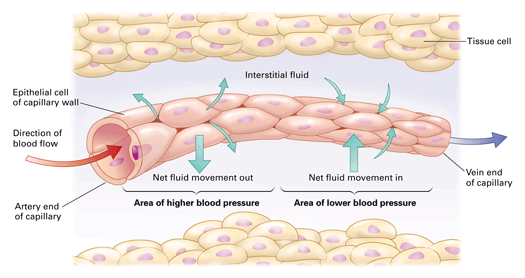 Tissue cell
Interstitial fluid
Epithelial cell
of capillary wall
Direction of
blood flow
Artery end
of capillary
Net fluid movement out
Net fluid movement in
Area of higher blood pressure
Area of lower blood pressure
Vein end
of capillary